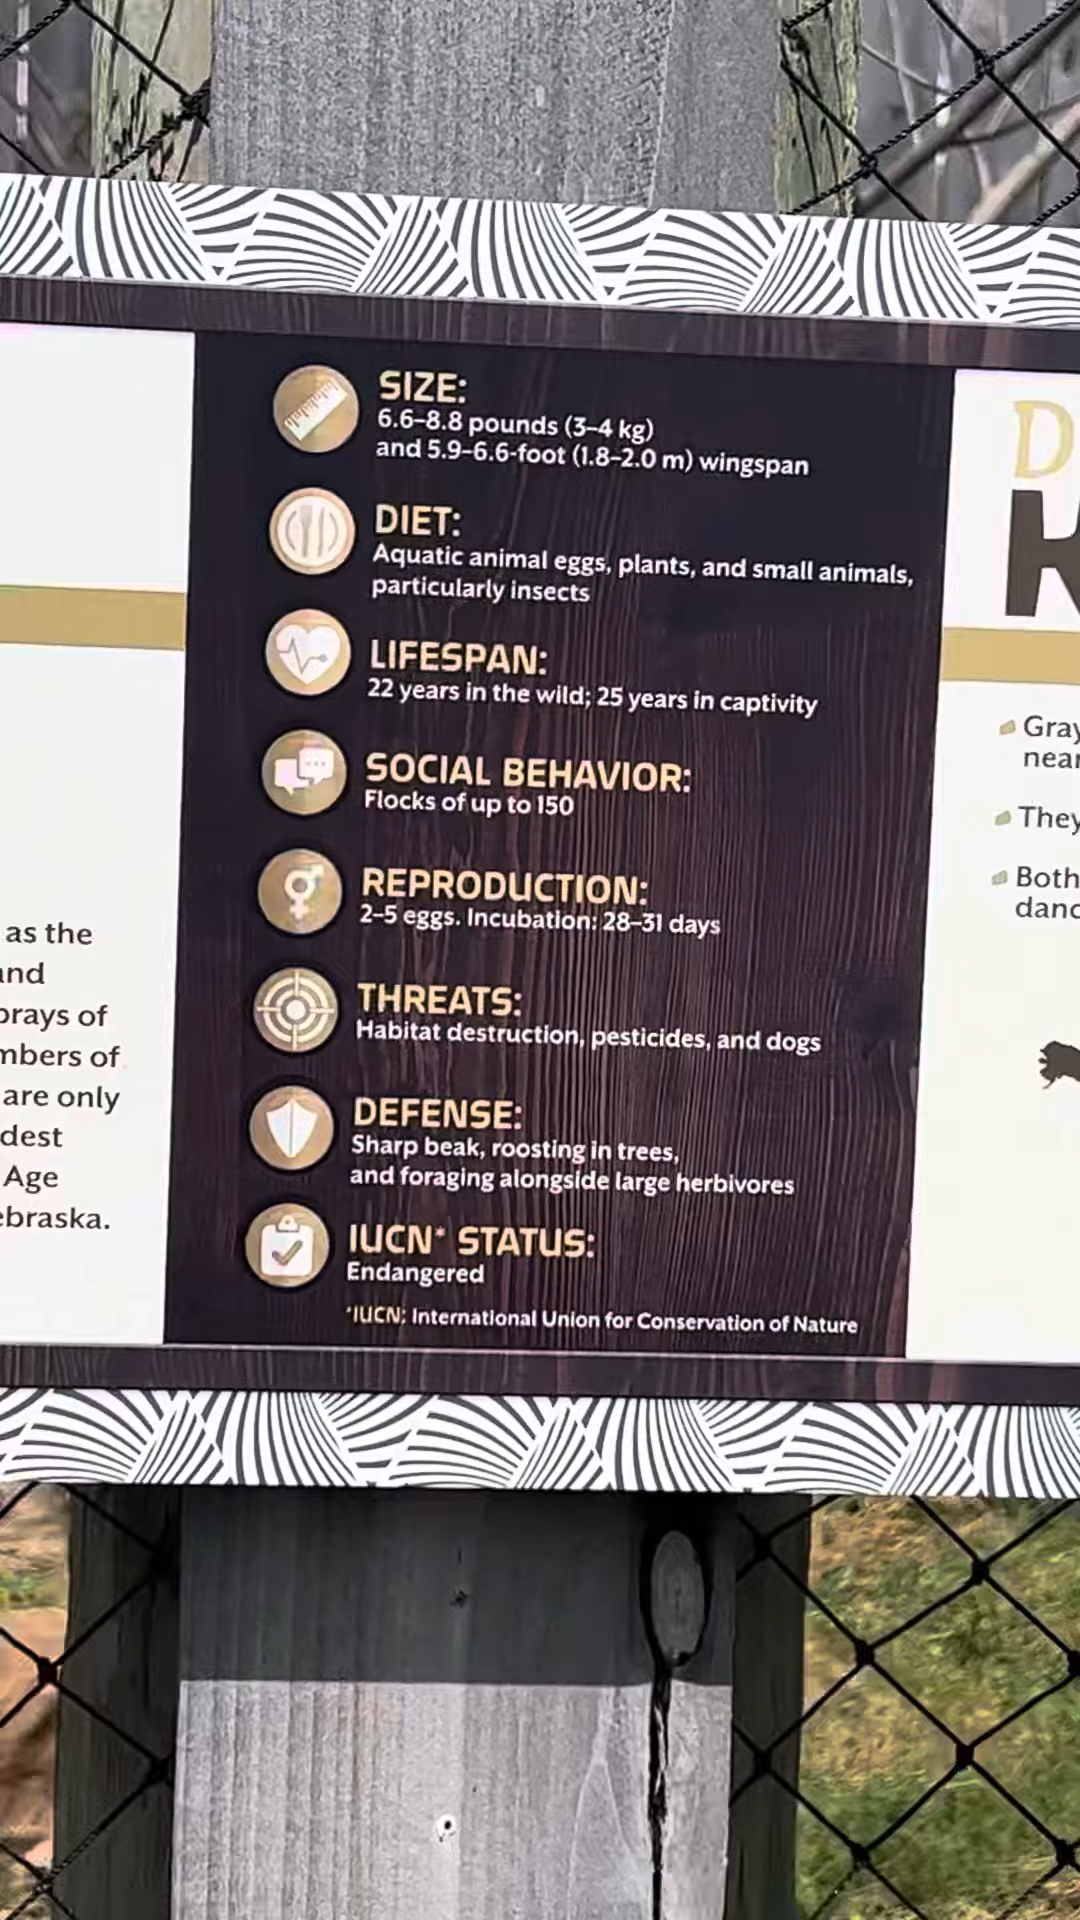 as the
and
of
of
are only
Age
SIZE:
6.6–8.8 pounds (3–4 kg)
and 5.9–6.6-foot (1.8–2.0 m) wingspan
DIET:
Aquatic animal eggs, plants, and small animals,
particularly insects
LIFESPAN:
22 years in the wild; 25 years in captivity
SOCIAL BEHAVIOR:
Flocks of up to 150
REPRODUCTION:
2–5 eggs. Incubation: 28–31 days
THREATS:
Habitat destruction, pesticides, and dogs
DEFENSE:
Sharp beak, roosting in trees,
and foraging alongside large herbivores
IUCN* STATUS:
Endangered
*IUCN: International Union for Conservation of Nature
Gray
They
Both